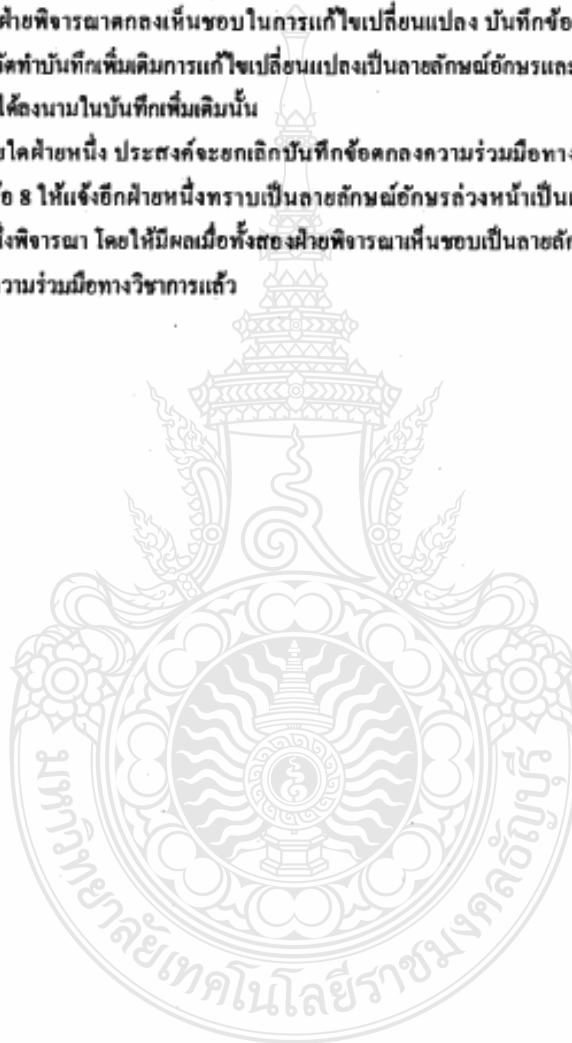 ฝ่ายพิจารณาตกลงเห็นชอบในการแก้ไขเปลี่ยนแปลง บันทึกข้อ
จัดทำบันทึกเพิ่มเติมการแก้ไขเปลี่ยนแปลงเป็นลายลักษณ์อักษรและ
ได้ลงนามในบันทึกเพิ่มเติมนั้น
ยใดฝ่ายหนึ่ง ประสงค์จะยกเลิกบันทึกข้อตกลงความร่วมมือทาง
้อ 8 ให้แจ้งอีกฝ่ายหนึ่งทราบเป็นลายลักษณ์อักษรล่วงหน้าเป็น
นึ่งพิจารณา โดยให้มีผลเมื่อทั้งสองฝ่ายพิจารณาเห็นชอบเป็นลายลัก
ความร่วมมือทางวิชาการแล้ว
มหาวิทยาลัยเทคโนโลยีราชมงคลธัญบุรี